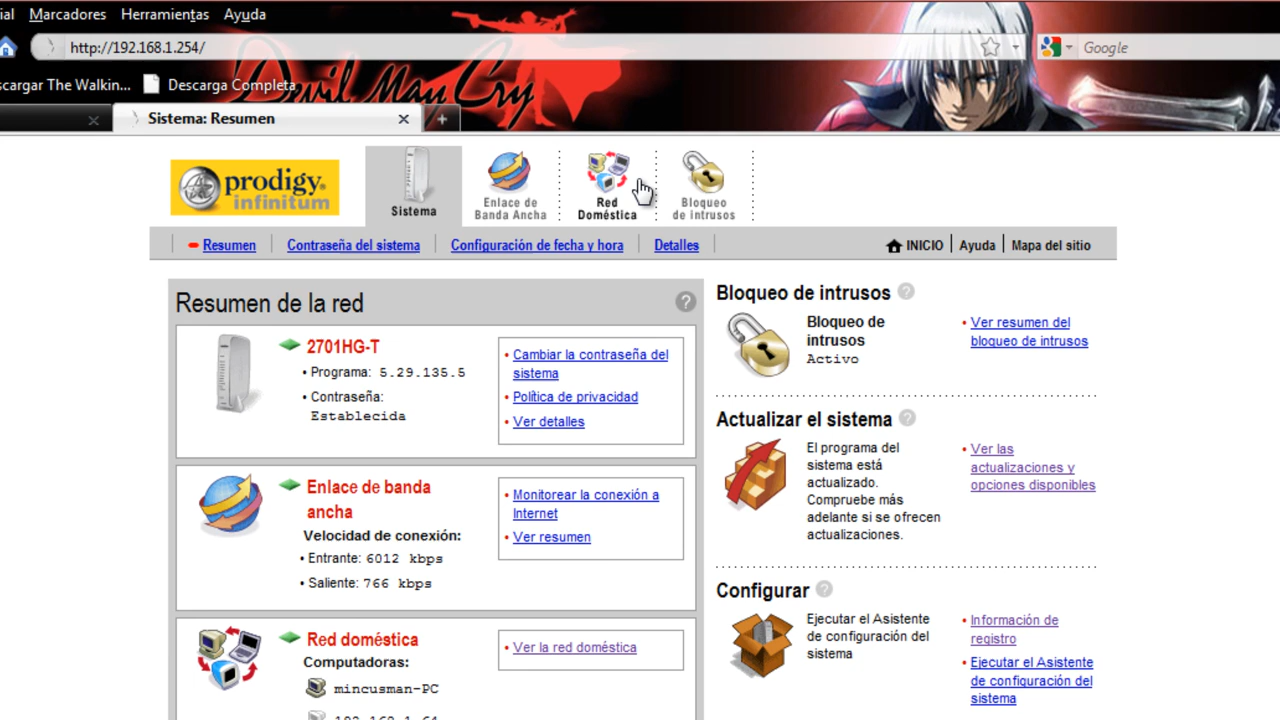 ial Marcadores Herramientas Ayuda
http://192.168.1.254/
Google
scargar The Walkin...
Descarga Completa
Devil May Cry
Sistema: Resumen
prodigy
infinitum
Sistema
Enlace de
Banda Ancha
Red
Doméstica
Bloqueo
de intrusos
Resumen
Contraseña del sistema
Configuración de fecha y hora
Detalles
INICIO
Ayuda
Mapa del sitio
Resumen de la red
?
2701HG-T
• Programa: 5.29.135.5
• Contraseña:
Establecida
• Cambiar la contraseña del
sistema
• Política de privacidad
• Ver detalles
Enlace de banda
ancha
Velocidad de conexión:
• Entrante: 6012 kbps
• Saliente: 766 kbps
• Monitorear la conexión a
Internet
• Ver resumen
Red doméstica
Computadoras:
mincusman-PC
192.168.1.64
• Ver la red doméstica
Bloqueo de intrusos ?
Bloqueo de
intrusos
Activo
• Ver resumen del
bloqueo de intrusos
Actualizar el sistema ?
El programa del
sistema está
actualizado.
Compruebe más
adelante si se ofrecen
actualizaciones.
• Ver las
actualizaciones y
opciones disponibles
Configurar ?
Ejecutar el Asistente
de configuración del
sistema
• Información de
registro
• Ejecutar el Asistente
de configuración del
sistema